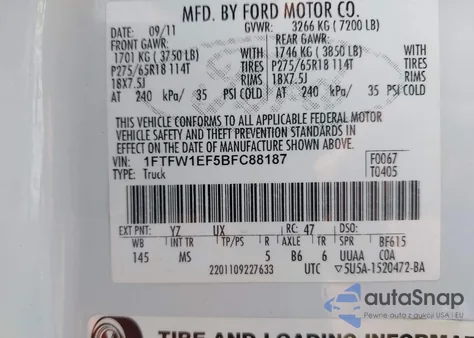 MFD. BY FORD MOTOR CO.
DATE: 09/11 GVWR: 3266 KG ( 7200 LB)
FRONT GAWR: REAR GAWR:
1701 KG ( 3750 LB) WITH 1746 KG ( 3850 LB) WITH
P275/65R18 114T TIRES P275/65R18 114T TIRES
18X7.5J RIMS 18X7.5J RIMS
AT 240 kPa/ 35 PSI COLD AT 240 kPa/ 35 PSI COLD
THIS VEHICLE CONFORMS TO ALL APPLICABLE FEDERAL MOTOR
VEHICLE SAFETY AND THEFT PREVENTION STANDARDS IN
EFFECT ON THE DATE OF MANUFACTURE SHOWN ABOVE.
VIN: 1FTFW1EF5BFC88187 F0067
TYPE: Truck T0405
EXT PNT: YZ UX RC: 47 DSO:
WB INT TR TP/PS R AXLE TR SPR BF615
145 MS 5 B6 6 UUAA C0A
2201109227633 UTC ▽5U5A-1520472-BA
autoSnap
Pewne auta z aukcji USA i EU
TIRE AND LOADING INFORMA